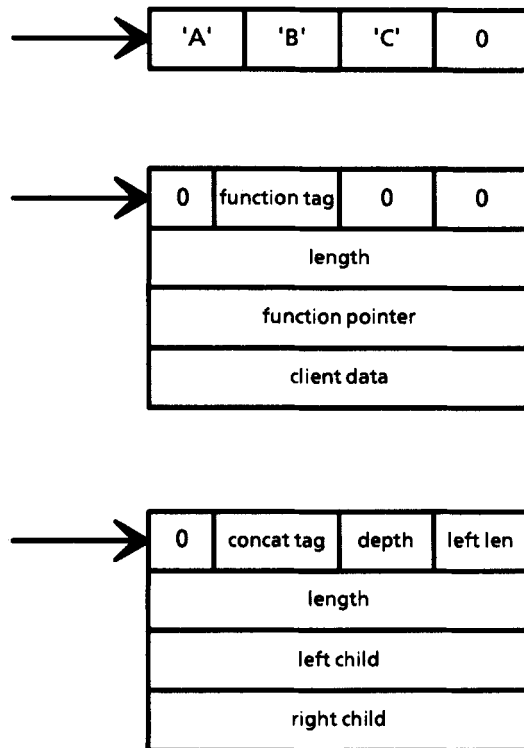 'A' 'B' 'C' 0
0 function tag 0 0
length
function pointer
client data
0 concat tag depth left len
length
left child
right child